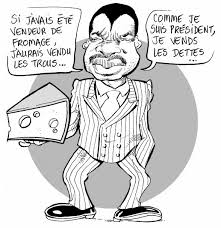 SI J'AVAIS ÉTÉ
VENDEUR DE
FROMAGE,
J'AURAIS VENDU
LES TROUS...
COMME JE
SUIS PRÉSIDENT,
JE VENDS
LES DETTES...